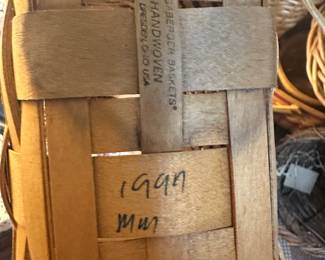 BERGER BASKETS®
HANDWOVEN
DRESDEN, OHIO USA
1997
mm